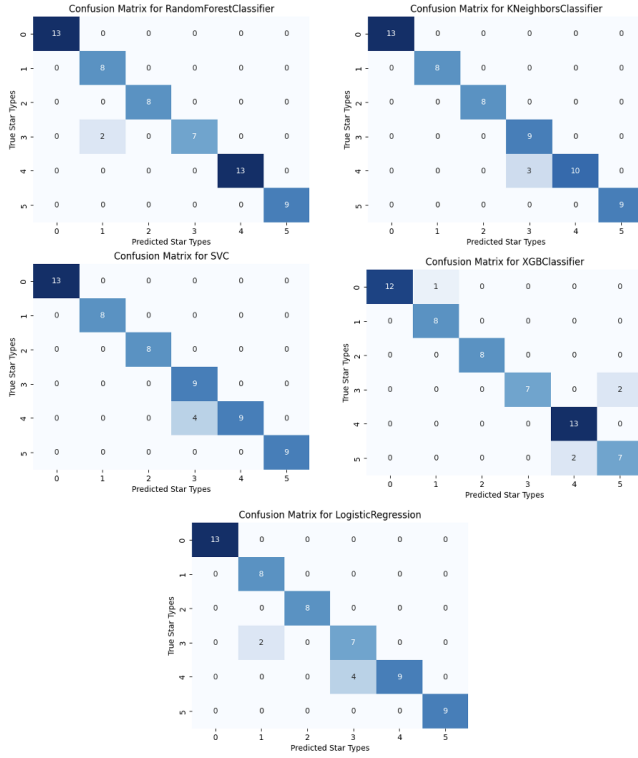 Confusion Matrix for RandomForestClassifier
True Star Types
0 13 0 0 0 0 0
1 0 8 0 0 0 0
2 0 0 8 0 0 0
3 0 2 0 7 0 0
4 0 0 0 0 13 0
5 0 0 0 0 0 9
0 1 2 3 4 5
Predicted Star Types
Confusion Matrix for KNeighborsClassifier
True Star Types
0 13 0 0 0 0 0
1 0 8 0 0 0 0
2 0 0 8 0 0 0
3 0 0 0 9 0 0
4 0 0 0 3 10 0
5 0 0 0 0 0 9
0 1 2 3 4 5
Predicted Star Types
Confusion Matrix for SVC
True Star Types
0 13 0 0 0 0 0
1 0 8 0 0 0 0
2 0 0 8 0 0 0
3 0 0 0 9 0 0
4 0 0 0 4 9 0
5 0 0 0 0 0 9
0 1 2 3 4 5
Predicted Star Types
Confusion Matrix for XGBClassifier
True Star Types
0 12 1 0 0 0 0
1 0 8 0 0 0 0
2 0 0 8 0 0 0
3 0 0 0 7 0 2
4 0 0 0 0 13 0
5 0 0 0 0 2 7
0 1 2 3 4 5
Predicted Star Types
Confusion Matrix for LogisticRegression
True Star Types
0 13 0 0 0 0 0
1 0 8 0 0 0 0
2 0 0 8 0 0 0
3 0 2 0 7 0 0
4 0 0 0 4 9 0
5 0 0 0 0 0 9
0 1 2 3 4 5
Predicted Star Types